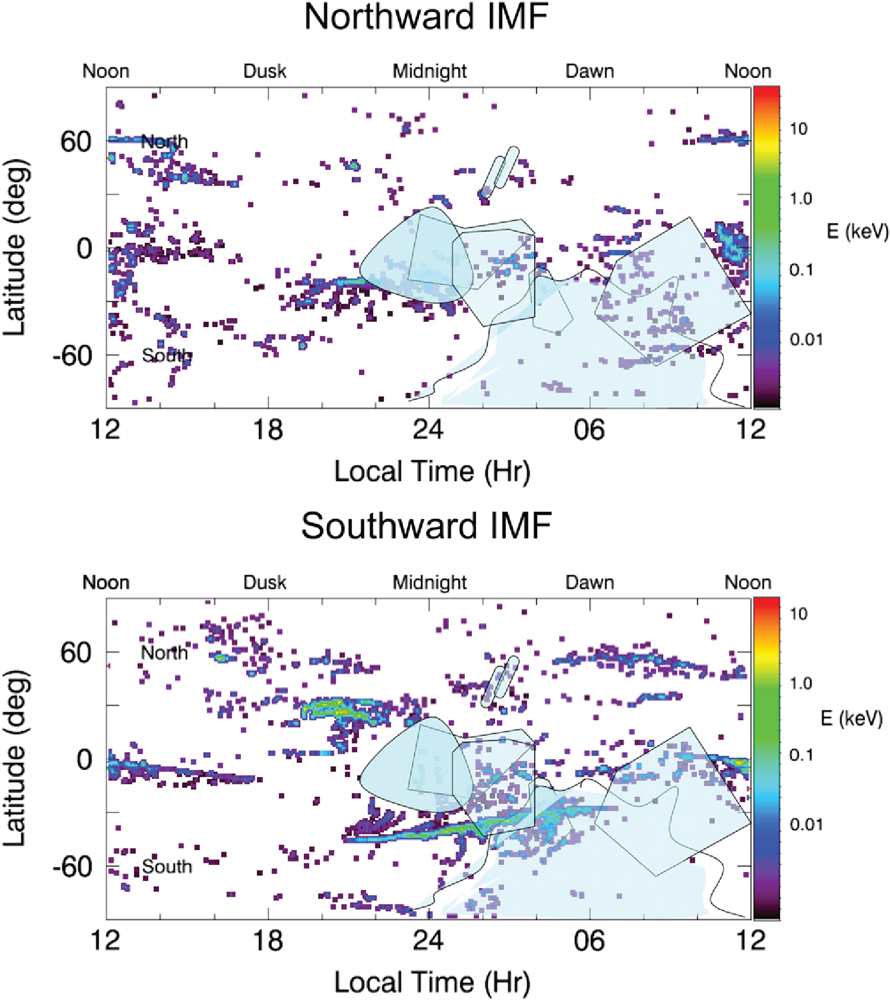 Northward IMF
Noon Dusk Midnight Dawn Noon
60 North 10
1.0
E (keV)
0
0.1
0.01
-60 South
Latitude (deg)
12 18 24 06 12
Local Time (Hr)
Southward IMF
Noon Dusk Midnight Dawn Noon
10
60 North
1.0
E (keV)
0 0.1
0.01
-60 South
Latitude (deg)
12 18 24 06 12
Local Time (Hr)